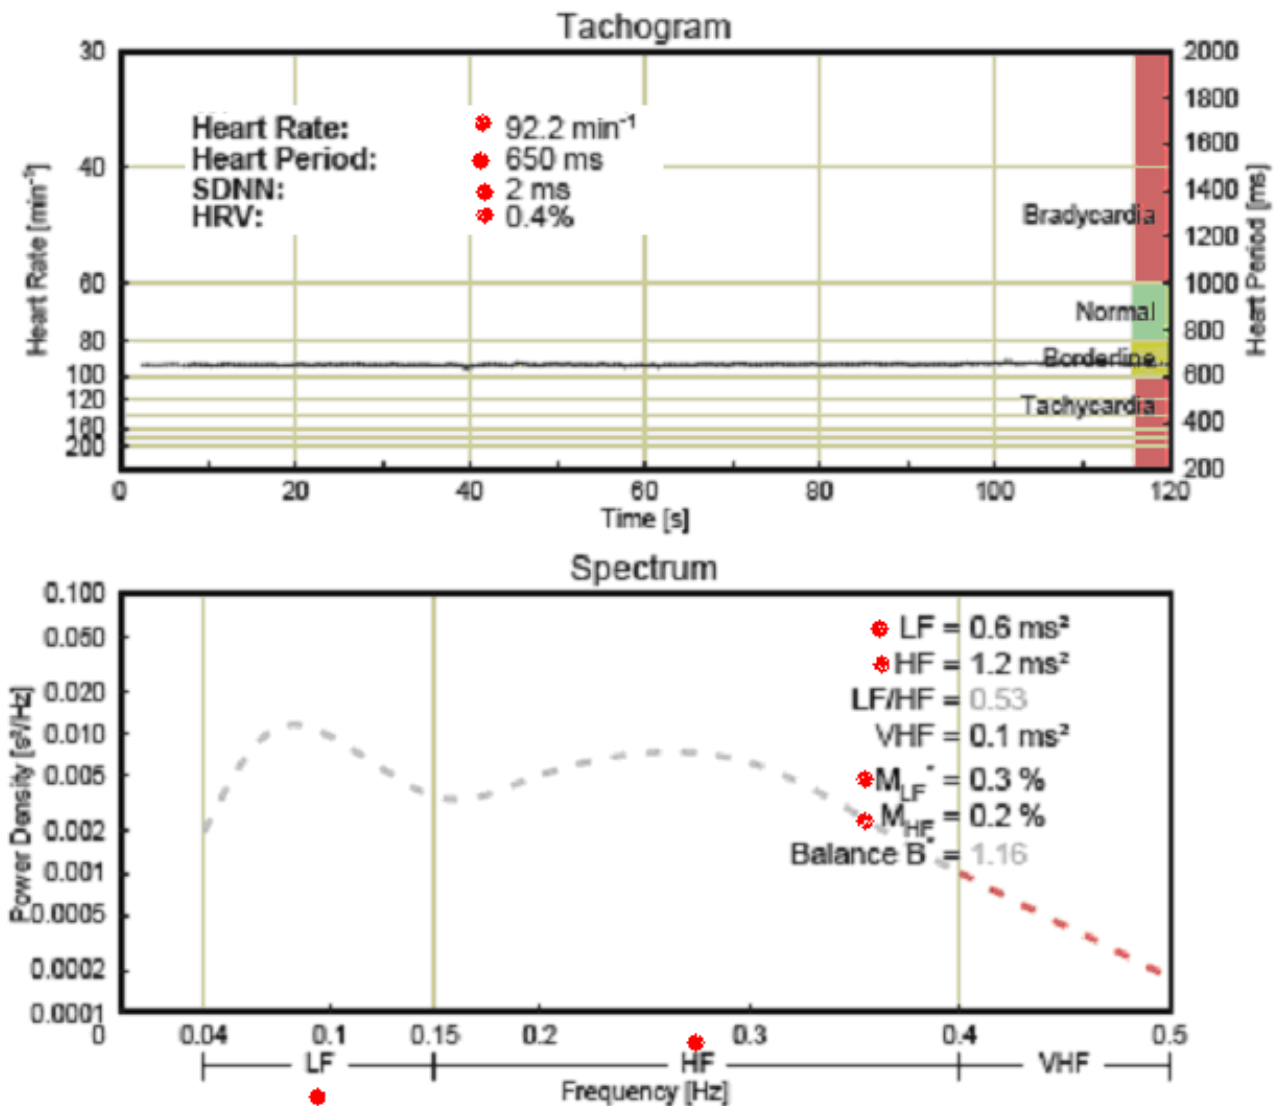 Tachogram
Heart Rate: 92.2 min⁻¹
Heart Period: 650 ms
SDNN: 2 ms
HRV: 0.4%
Heart Rate [min⁻¹]
30
40
60
80
100
120
160
200
Bradycardia
Normal
Borderline
Tachycardia
2000
1800
1600
1400
1200
1000
800
600
400
200
Heart Period [ms]
0 20 40 60 80 100 120
Time [s]
Spectrum
Power Density [s²/Hz]
0.100
0.050
0.020
0.010
0.005
0.002
0.001
0.0005
0.0002
0.0001
LF = 0.6 ms²
HF = 1.2 ms²
LF/HF = 0.53
VHF = 0.1 ms²
M_LF* = 0.3 %
M_HF = 0.2 %
Balance B* = 1.16
0 0.04 0.1 0.15 0.2 0.3 0.4 0.5
LF HF VHF
Frequency [Hz]